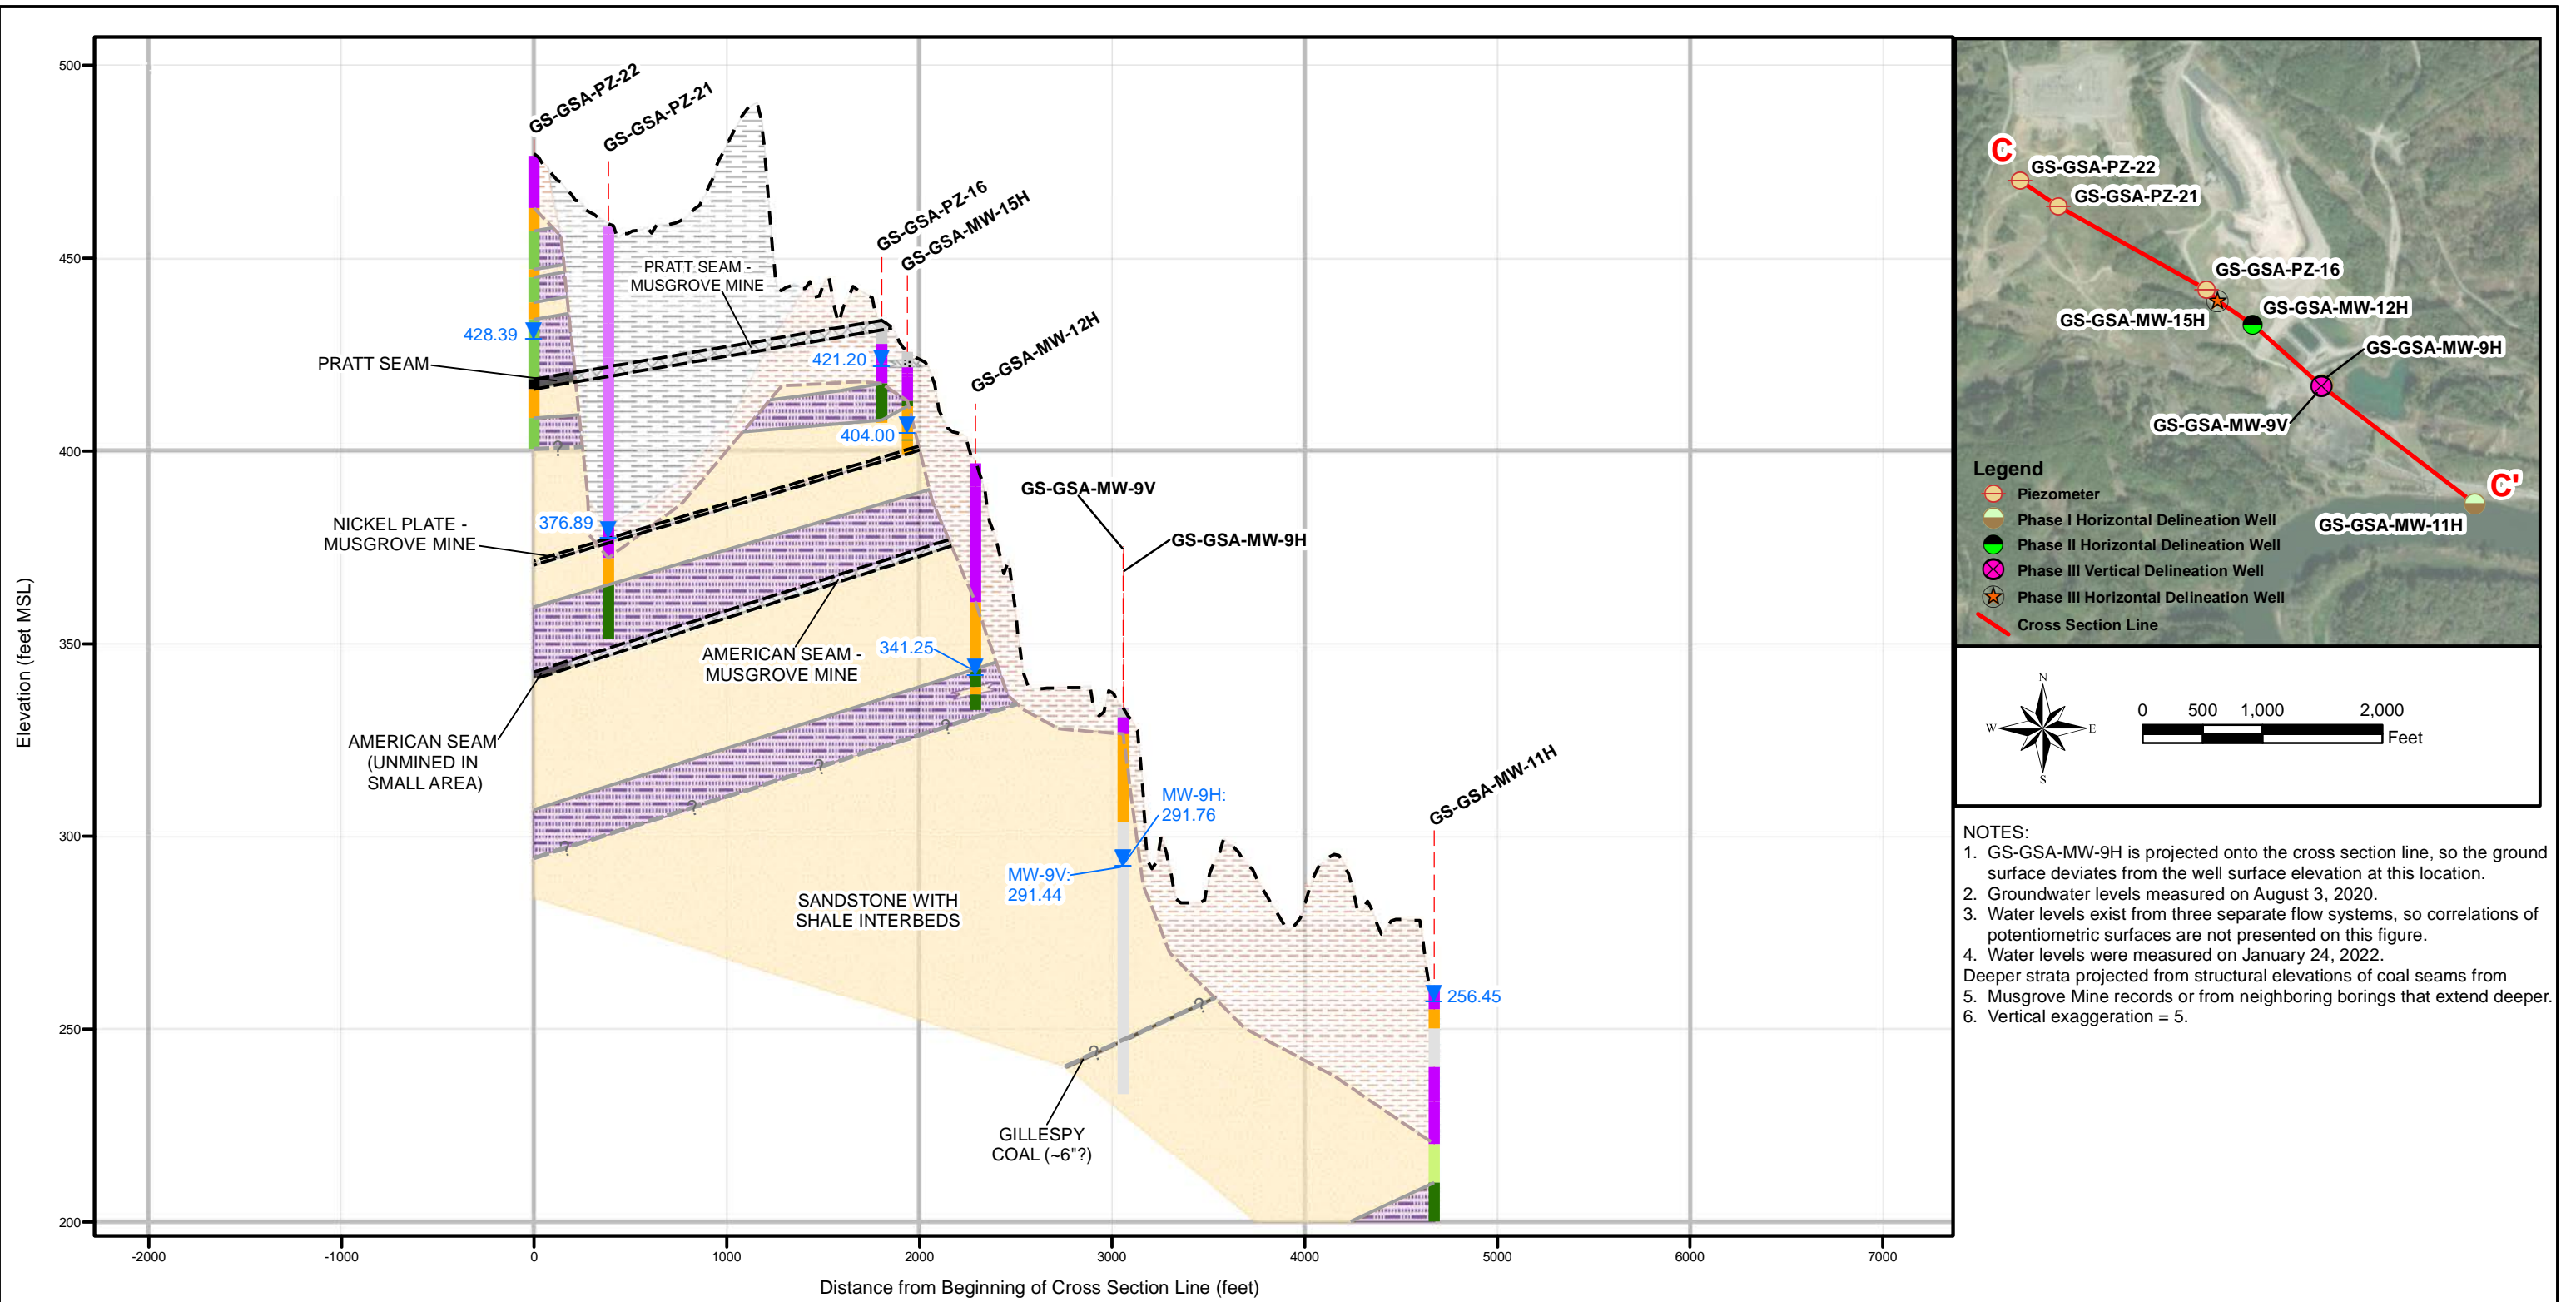 500
450
400
350
300
250
200
Elevation (feet MSL)
-2000
-1000
0
1000
2000
3000
4000
5000
6000
7000
Distance from Beginning of Cross Section Line (feet)
GS-GSA-PZ-22
GS-GSA-PZ-21
GS-GSA-PZ-16
GS-GSA-MW-15H
GS-GSA-MW-12H
GS-GSA-MW-9V
GS-GSA-MW-9H
GS-GSA-MW-11H
PRATT SEAM -
MUSGROVE MINE
428.39
PRATT SEAM
421.20
404.00
NICKEL PLATE -
MUSGROVE MINE
376.89
341.25
AMERICAN SEAM -
MUSGROVE MINE
AMERICAN SEAM
(UNMINED IN
SMALL AREA)
?
?
?
?
?
?
?
MW-9H:
291.76
MW-9V:
291.44
SANDSTONE WITH
SHALE INTERBEDS
256.45
GILLESPY
COAL (~6"?)
C
GS-GSA-PZ-22
GS-GSA-PZ-21
GS-GSA-PZ-16
GS-GSA-MW-12H
GS-GSA-MW-15H
GS-GSA-MW-9H
GS-GSA-MW-9V
C'
GS-GSA-MW-11H
Legend
Piezometer
Phase I Horizontal Delineation Well
Phase II Horizontal Delineation Well
Phase III Vertical Delineation Well
Phase III Horizontal Delineation Well
Cross Section Line
N
W
E
S
0 500 1,000 2,000
Feet
NOTES:
1. GS-GSA-MW-9H is projected onto the cross section line, so the ground
surface deviates from the well surface elevation at this location.
2. Groundwater levels measured on August 3, 2020.
3. Water levels exist from three separate flow systems, so correlations of
potentiometric surfaces are not presented on this figure.
4. Water levels were measured on January 24, 2022.
Deeper strata projected from structural elevations of coal seams from
5. Musgrove Mine records or from neighboring borings that extend deeper.
6. Vertical exaggeration = 5.